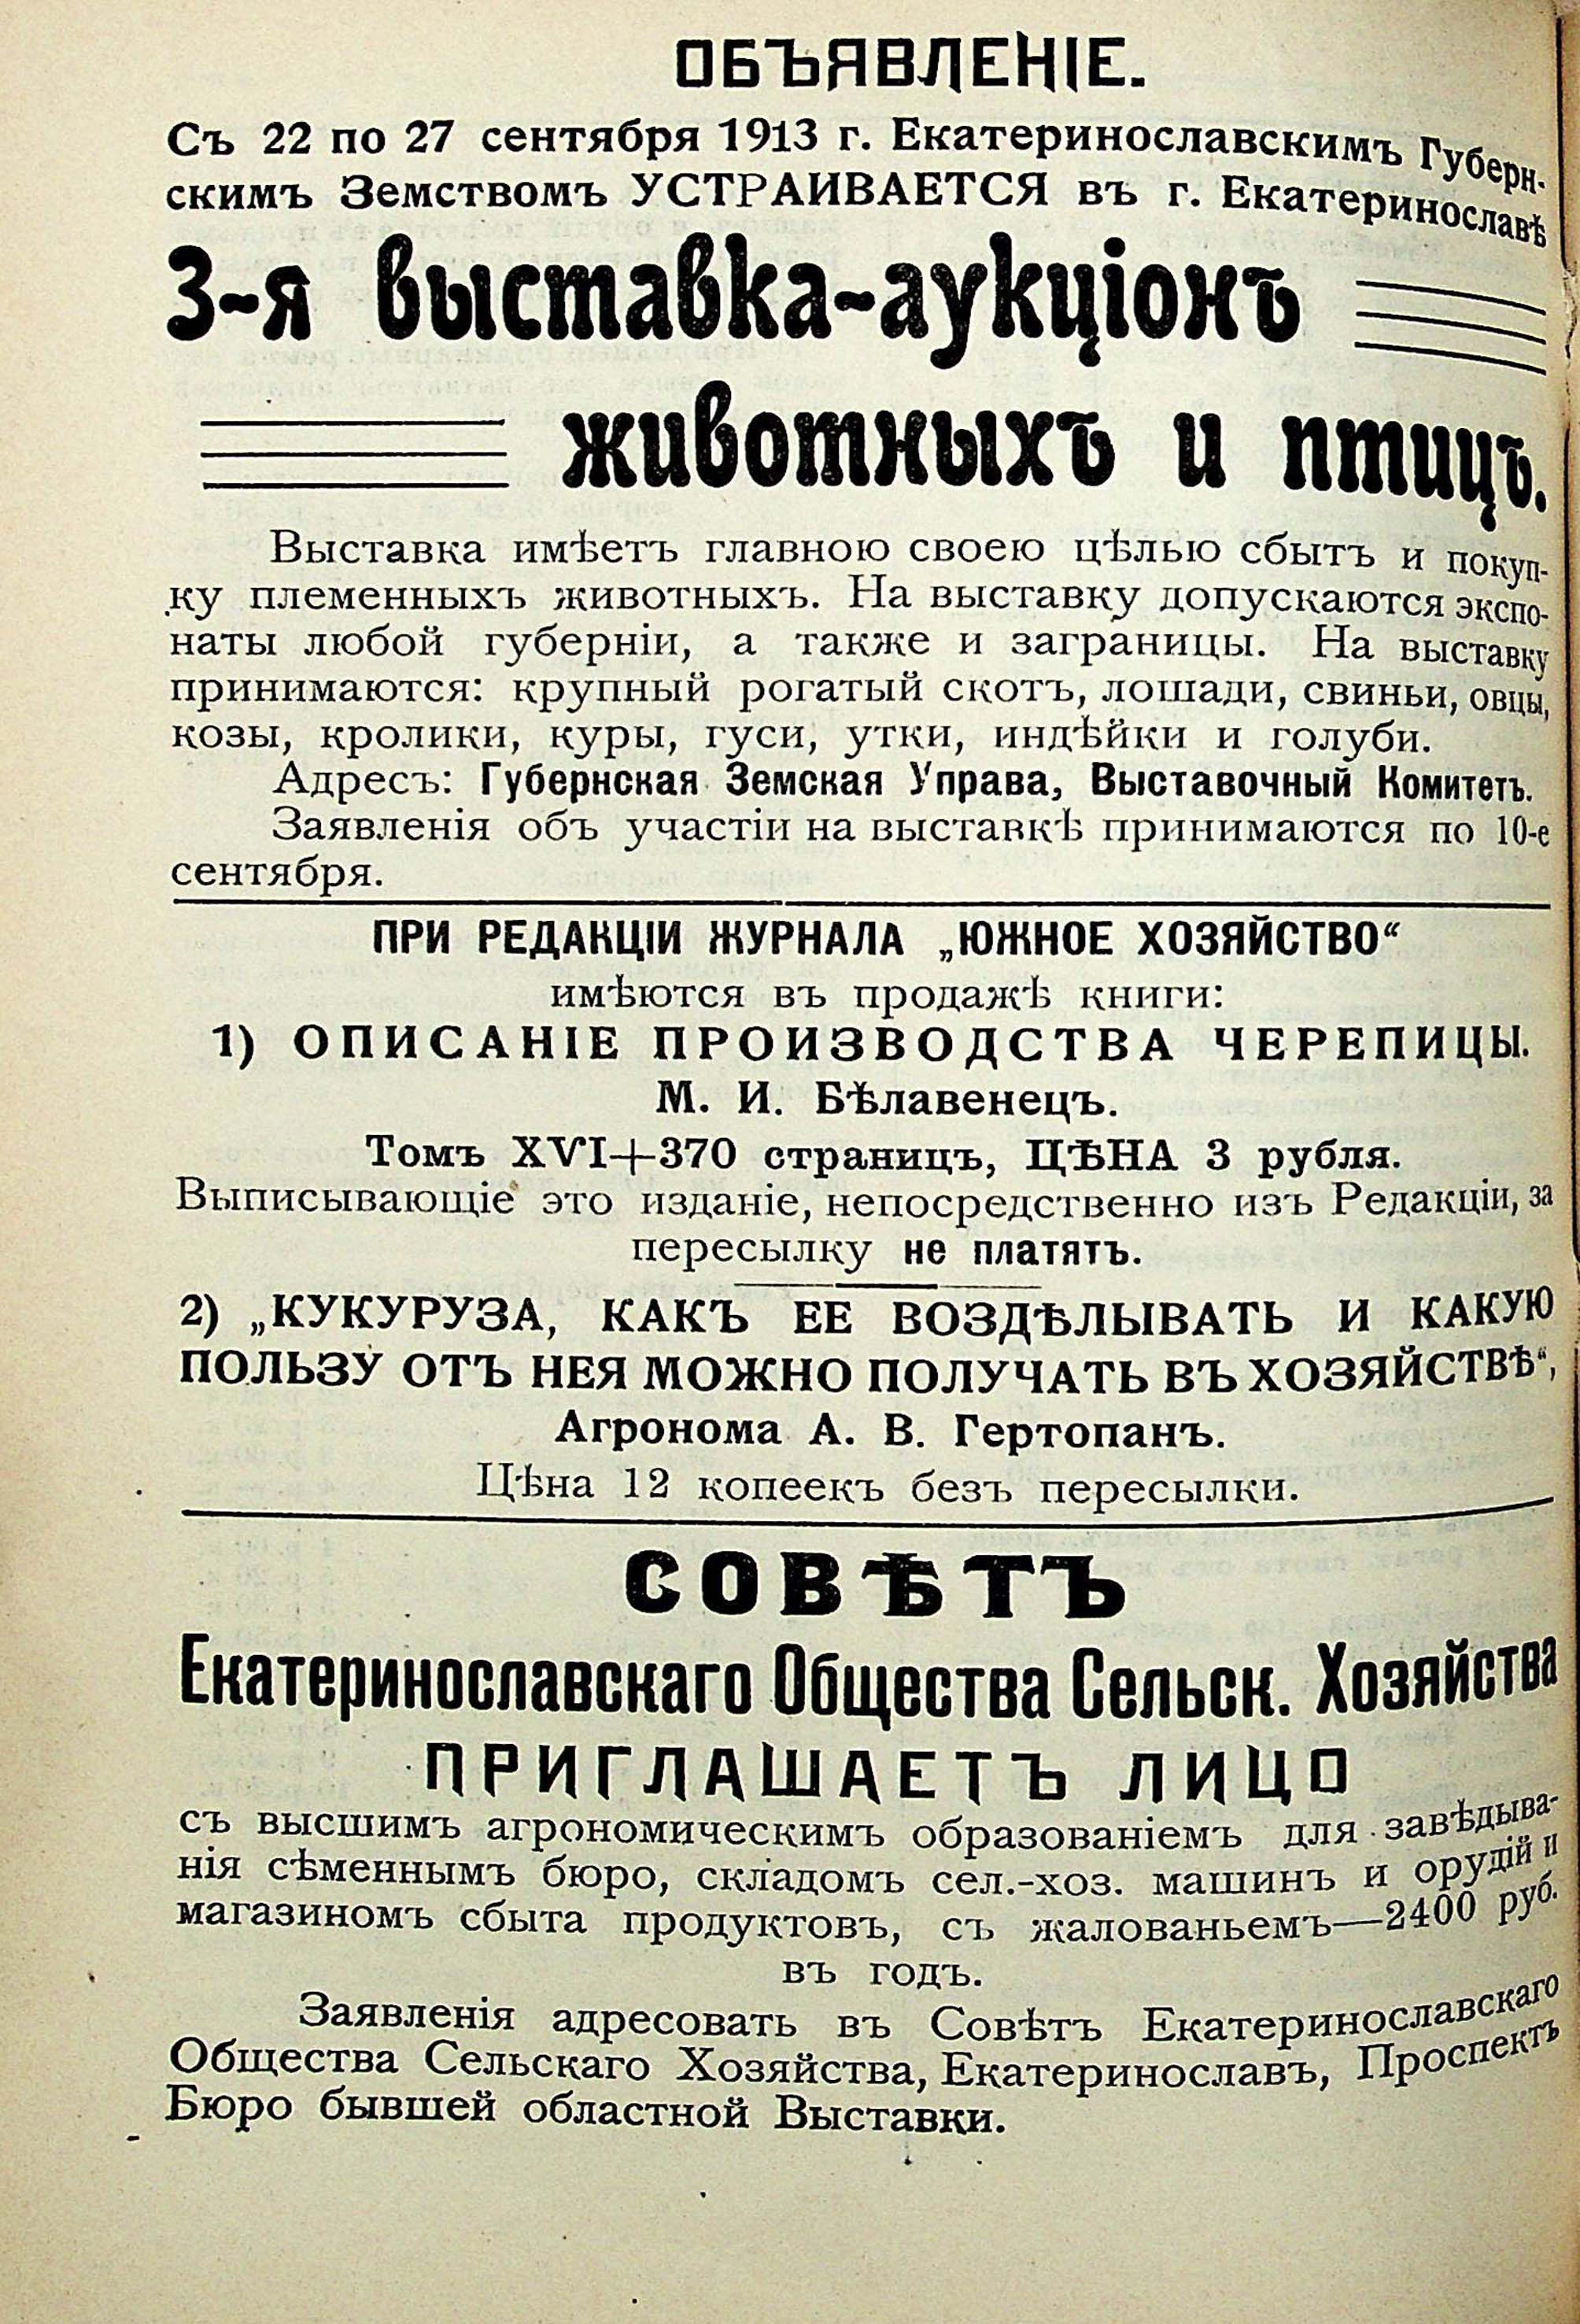 ОБЪЯВЛЕНІЕ.
Съ 22 по 27 сентября 1913 г. Екатеринославскимъ Губерн-
скимъ Земствомъ УСТРАИВАЕТСЯ въ г. Екатеринославѣ
3-я выставка-аукціонъ
животныхъ и птицъ.
Выставка имѣетъ главною своею цѣлью сбытъ и покуп-
ку племенныхъ животныхъ. На выставку допускаются экспо-
наты любой губерніи, а также и заграницы. На выставку
принимаются: крупный рогатый скотъ, лошади, свиньи, овцы,
козы, кролики, куры, гуси, утки, индѣйки и голуби.
Адресъ: Губернская Земская Управа, Выставочный Комитетъ.
Заявленія объ участіи на выставкѣ принимаются по 10-е
сентября.
ПРИ РЕДАКЦІИ ЖУРНАЛА „ЮЖНОЕ ХОЗЯЙСТВО“
имѣются въ продажѣ книги:
1) ОПИСАНІЕ ПРОИЗВОДСТВА ЧЕРЕПИЦЫ.
М. И. Бѣлавенецъ.
Томъ XVI+370 страницъ, ЦѢНА 3 рубля.
Выписывающіе это изданіе, непосредственно изъ Редакціи, за
пересылку не платятъ.
2) „КУКУРУЗА, КАКЪ ЕЕ ВОЗДѢЛЫВАТЬ И КАКУЮ
ПОЛЬЗУ ОТЪ НЕЯ МОЖНО ПОЛУЧАТЬ ВЪ ХОЗЯЙСТВѢ“,
Агронома А. В. Гертопанъ.
Цѣна 12 копеекъ безъ пересылки.
СОВѢТЪ
Екатеринославскаго Общества Сельск. Хозяйства
ПРИГЛАШАЕТЪ ЛИЦО
съ высшимъ агрономическимъ образованіемъ для завѣдыва-
нія сѣменнымъ бюро, складомъ сел.-хоз. машинъ и орудій и
магазиномъ сбыта продуктовъ, съ жалованьемъ—2400 руб.
въ годъ.
Заявленія адресовать въ Совѣтъ Екатеринославскаго
Общества Сельскаго Хозяйства, Екатеринославъ, Проспектъ
Бюро бывшей областной Выставки.